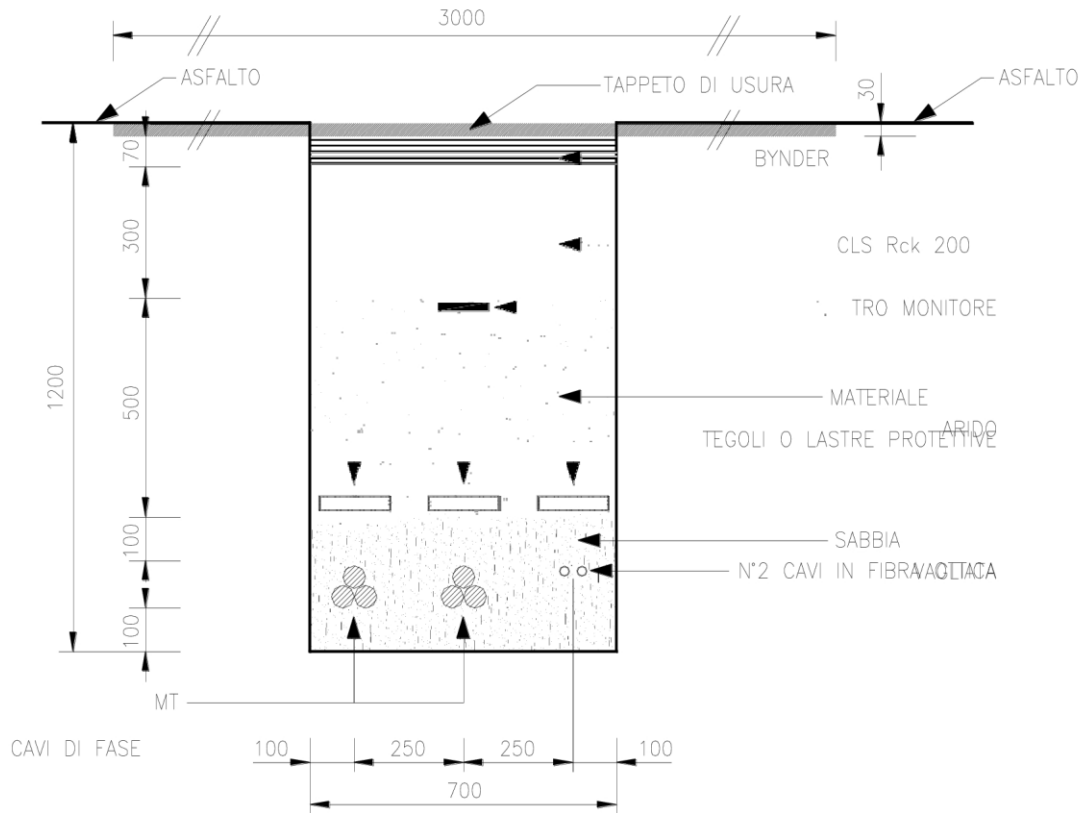 3000
ASFALTO
TAPPETO DI USURA
ASFALTO
30
70
BYNDER
300
CLS Rck 200
TRO MONITORE
1200
500
MATERIALE
ARIDO
TEGOLI O LASTRE PROTETTIVE
100
SABBIA
N°2 CAVI IN FIBRA
100
MT
CAVI DI FASE
100
250
250
100
700